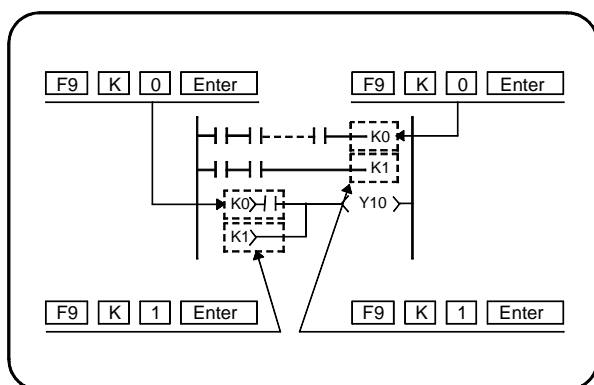 F9 K 0 Enter F9 K 0 Enter
K0
K1
K0 Y10
K1
F9 K 1 Enter F9 K 1 Enter